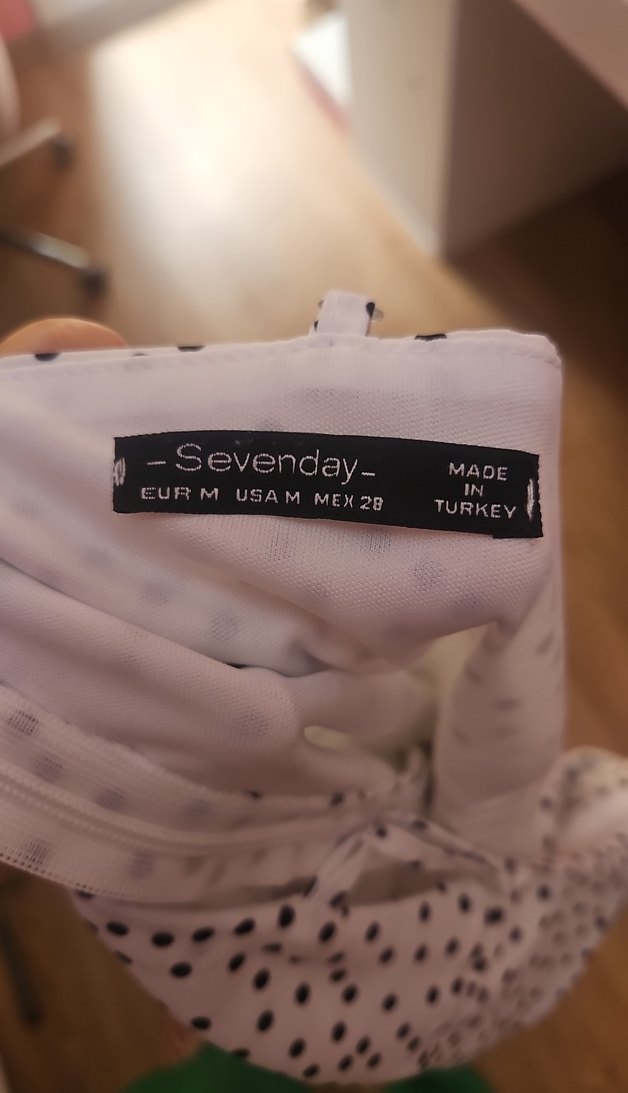 – Sevenday –
EUR M USA M MEX 28
MADE
IN
TURKEY